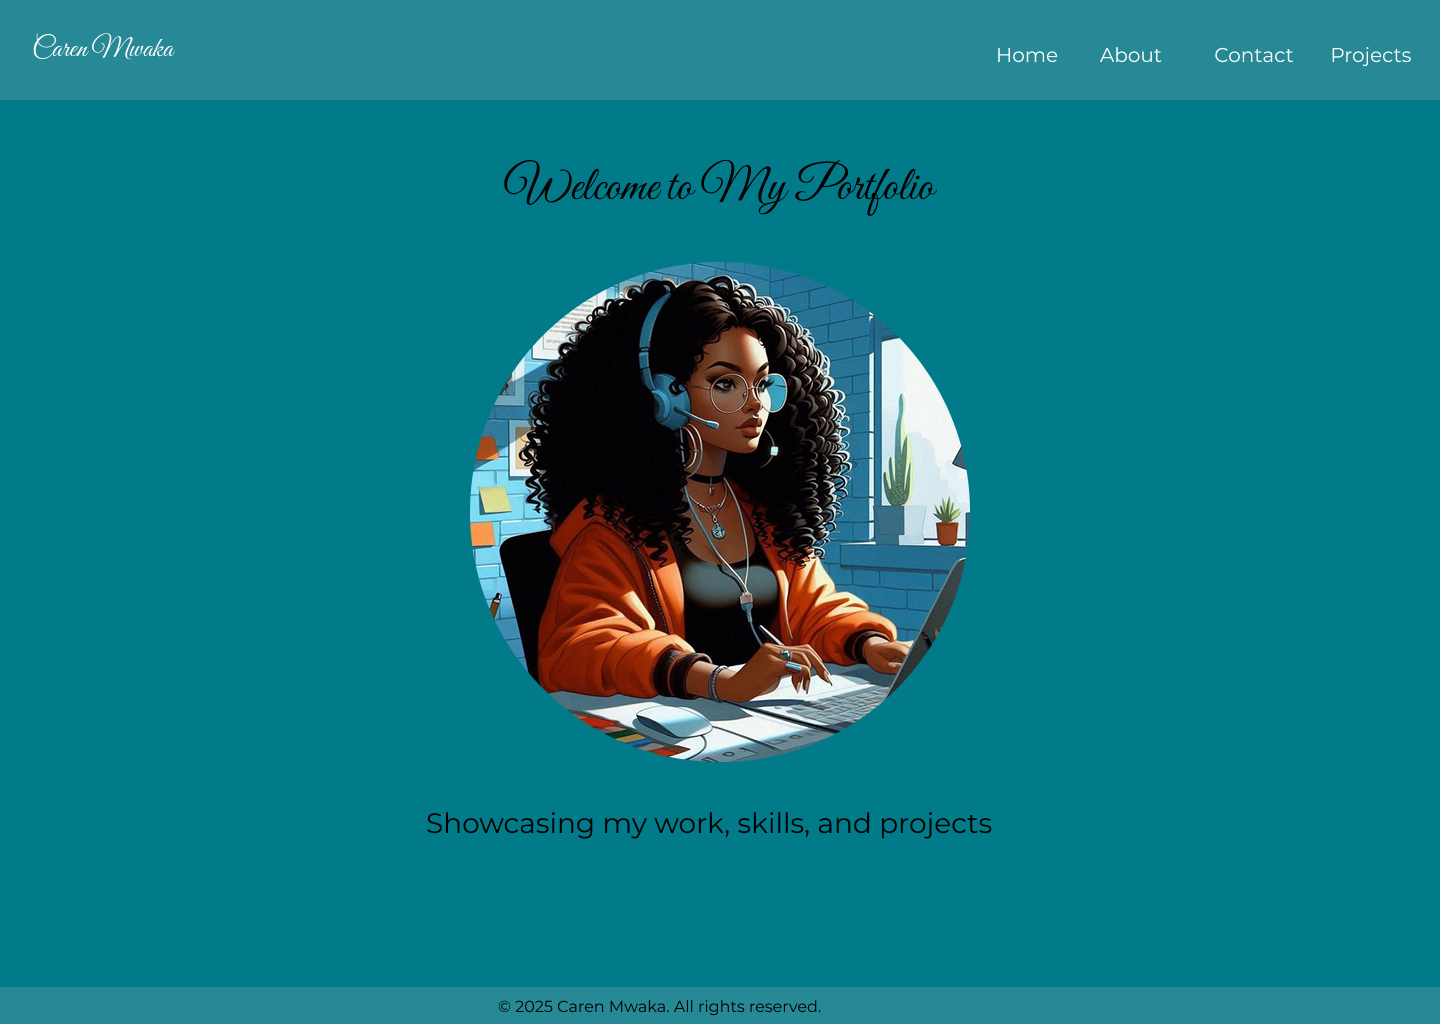 Caren Mwaka
Home About Contact Projects
Welcome to My Portfolio
Showcasing my work, skills, and projects
© 2025 Caren Mwaka. All rights reserved.